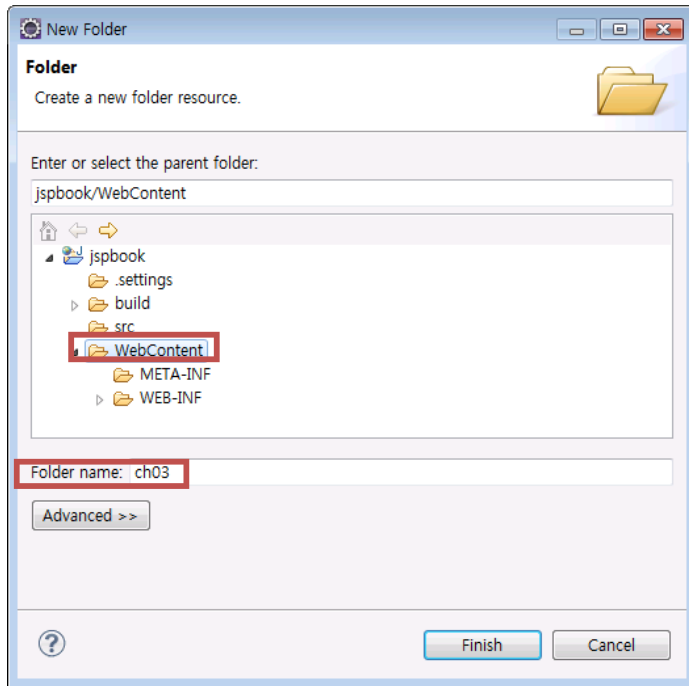 New Folder
Folder
Create a new folder resource.
Enter or select the parent folder:
jspbook/WebContent
jspbook
.settings
build
src
WebContent
META-INF
WEB-INF
Folder name: ch03
Advanced >>
Finish Cancel